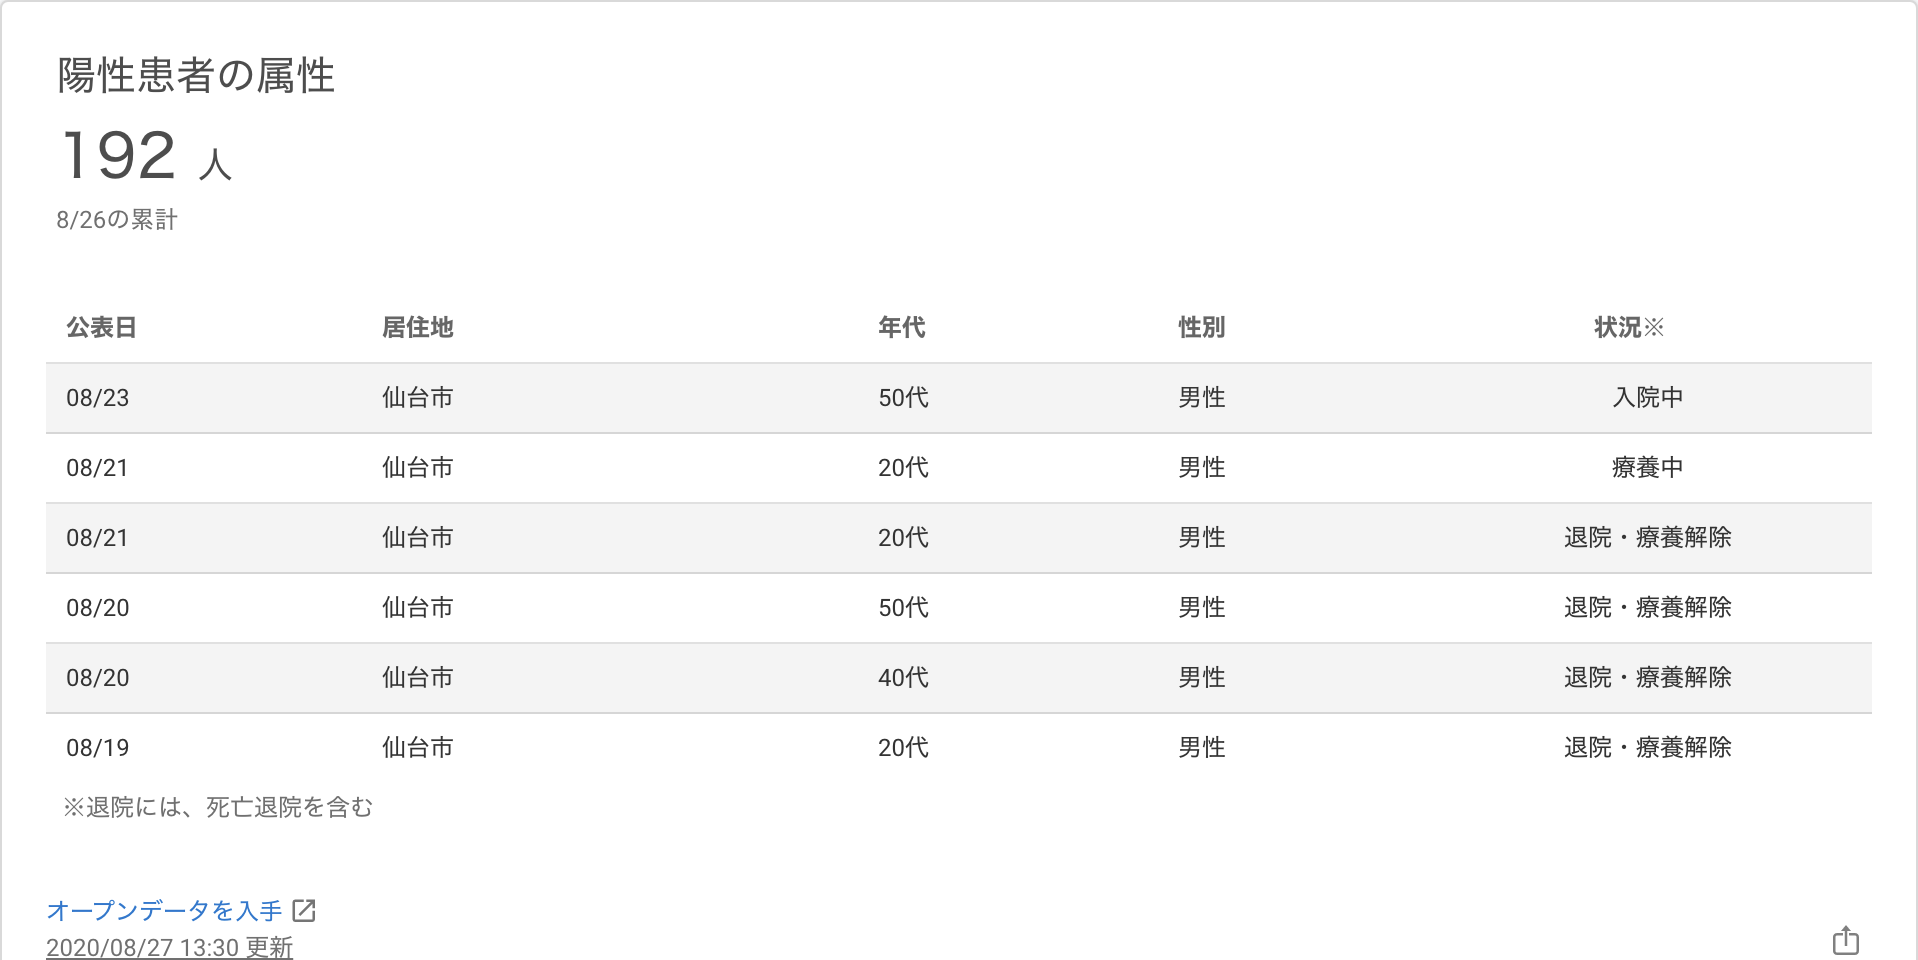 陽性患者の属性
192 人
8/26の累計
公表日 居住地 年代 性別 状況※
08/23 仙台市 50代 男性 入院中
08/21 仙台市 20代 男性 療養中
08/21 仙台市 20代 男性 退院・療養解除
08/20 仙台市 50代 男性 退院・療養解除
08/20 仙台市 40代 男性 退院・療養解除
08/19 仙台市 20代 男性 退院・療養解除
※退院には、死亡退院を含む
オープンデータを入手
2020/08/27 13:30 更新